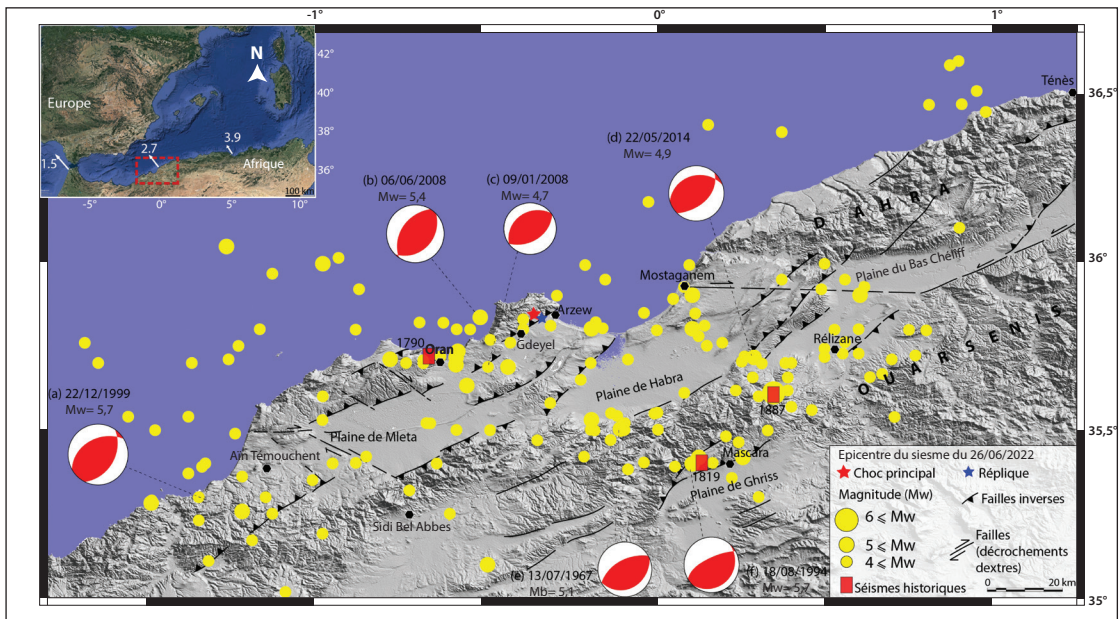 -1°
0°
1°
N
42°
40°
38°
36°
Europe
Afrique
1.5
2.7
3.9
100 km
-5°
0°
5°
10°
Ténès
36,5°
(d) 22/05/2014
Mw= 4,9
(b) 06/06/2008
Mw= 5,4
(c) 09/01/2008
Mw= 4,7
DAHRA
Plaine du Bas Chéliff
36°
Mostaganem
Arzew
Gdeyel
1790
Oran
Rélizane
OUARSENIS
Plaine de Habra
(a) 22/12/1999
Mw= 5,7
1887
Plaine de Mleta
35,5°
Ain Témouchent
Mascara
1819
Plaine de Ghriss
Sidi Bel Abbes
(e) 13/07/1967
Mb= 5,1
(f) 18/08/1994
Mw= 5,7
Epicentre du siesme du 26/06/2022
Choc principal
Réplique
Magnitude (Mw)
6 ⩽ Mw
5 ⩽ Mw
4 ⩽ Mw
Séismes historiques
Failles inverses
Failles
(décrochements
dextres)
0
20 km
35°